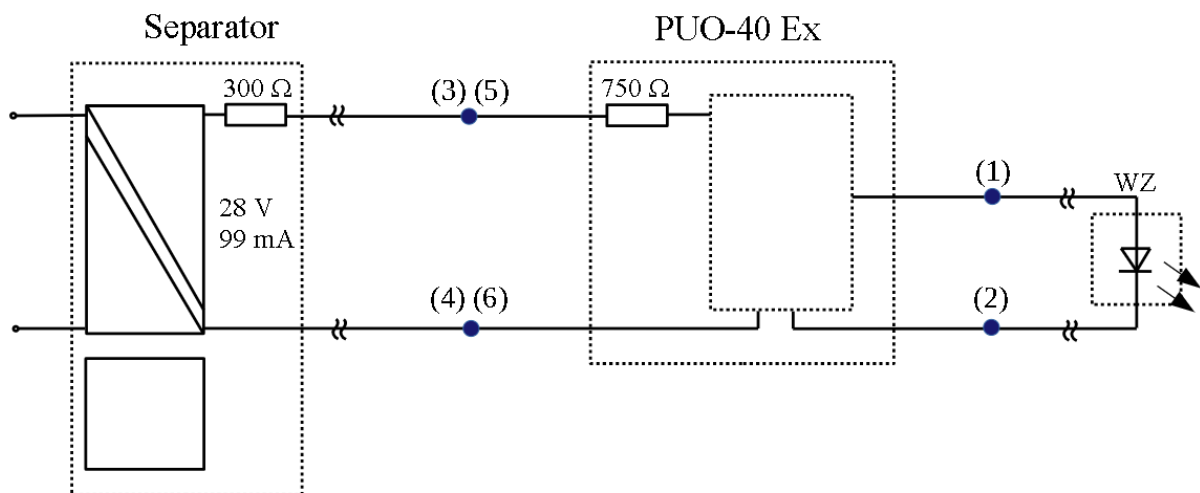 Separator
PUO-40 Ex
300 Ω
(3) (5)
750 Ω
(1)
WZ
28 V
99 mA
(4) (6)
(2)